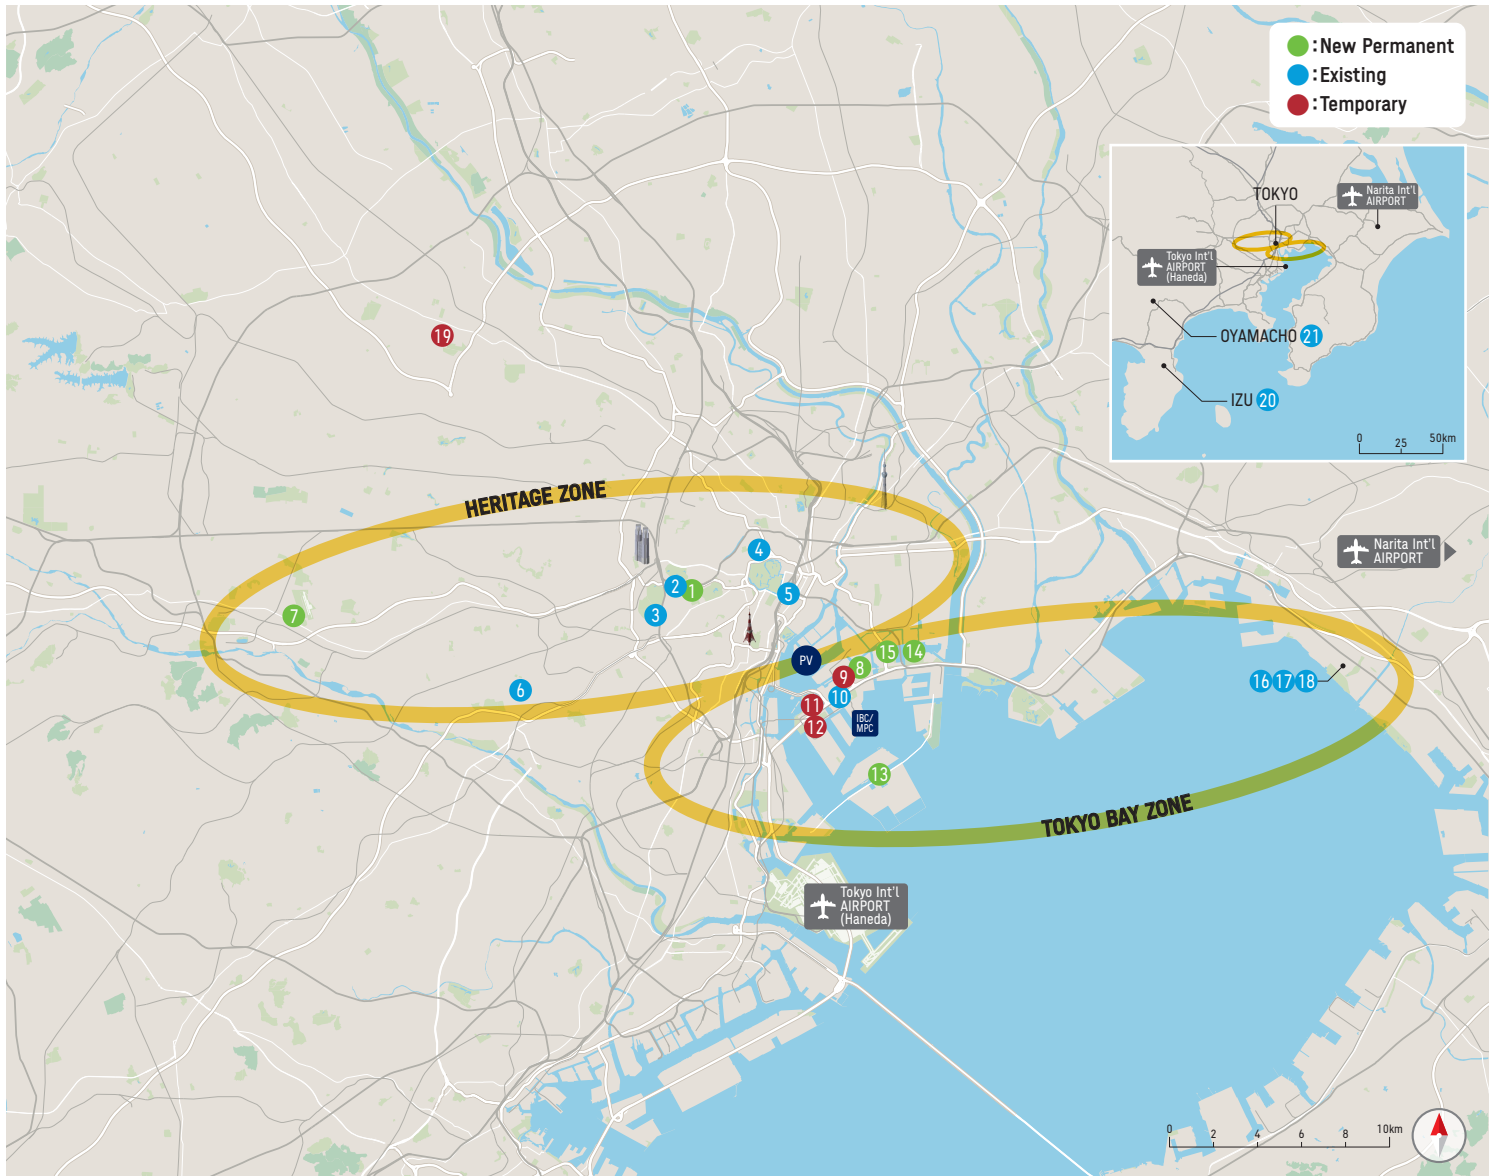 :New Permanent
:Existing
:Temporary
TOKYO
Narita Int'l
AIRPORT
Tokyo Int'l
AIRPORT
(Haneda)
OYAMACHO 21
IZU 20
0 25 50km
19
HERITAGE ZONE
4
Narita Int'l
AIRPORT
2 1
5
7
3
15 14
PV
8
9
16 17 18
6
10
11
IBC/
MPC
12
13
TOKYO BAY ZONE
Tokyo Int'l
AIRPORT
(Haneda)
0 2 4 6 8 10km